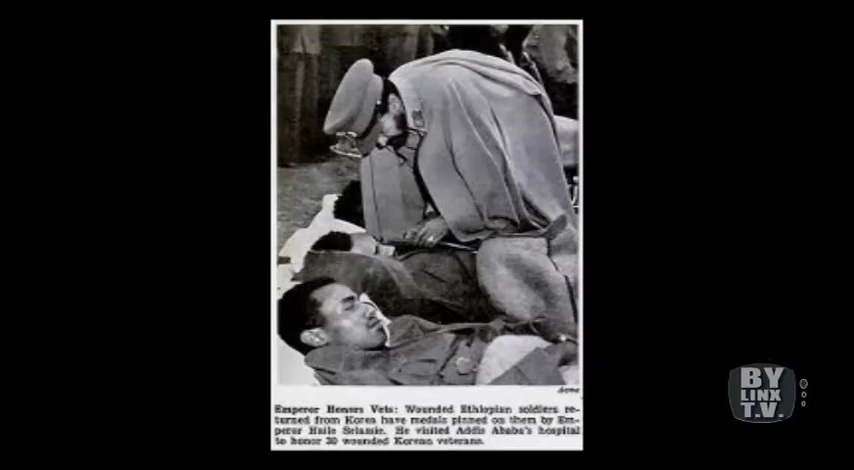 Acme
Emperor Honors Vets: Wounded Ethiopian soldiers re-
turned from Korea have medals pinned on them by Em-
peror Haile Selassie. He visited Addis Ababa's hospital
to honor 30 wounded Korean veterans.
BY
LINX
T.V.